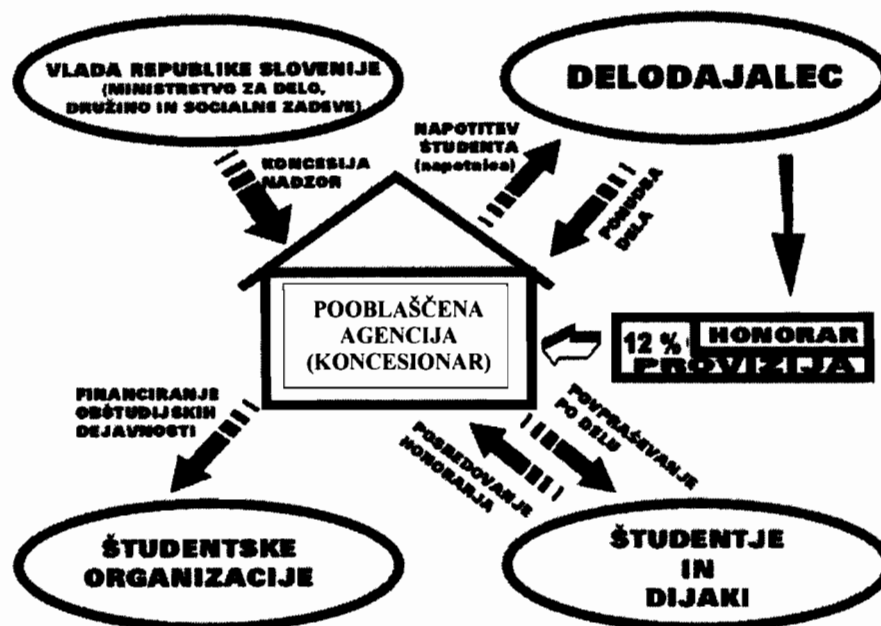 VLADA REPUBLIKE SLOVENIJE
(MINISTRSTVO ZA DELO,
DRUŽINO IN SOCIALNE ZADEVE)
DELODAJALEC
NAPOTITEV
ŠTUDENTA
(napotnica)
KONCESIJA
NADZOR
PONUDBA
DELA
POOBLAŠČENA
AGENCIJA
(KONCESIONAR)
12 %
HONORAR
PROVIZIJA
FINANCIRANJE
OBŠTUDIJSKIH
DEJAVNOSTI
POSREDOVANJE
HONORARJA
POVPRAŠEVANJE
PO DELU
ŠTUDENTSKE
ORGANIZACIJE
ŠTUDENTJE
IN
DIJAKI